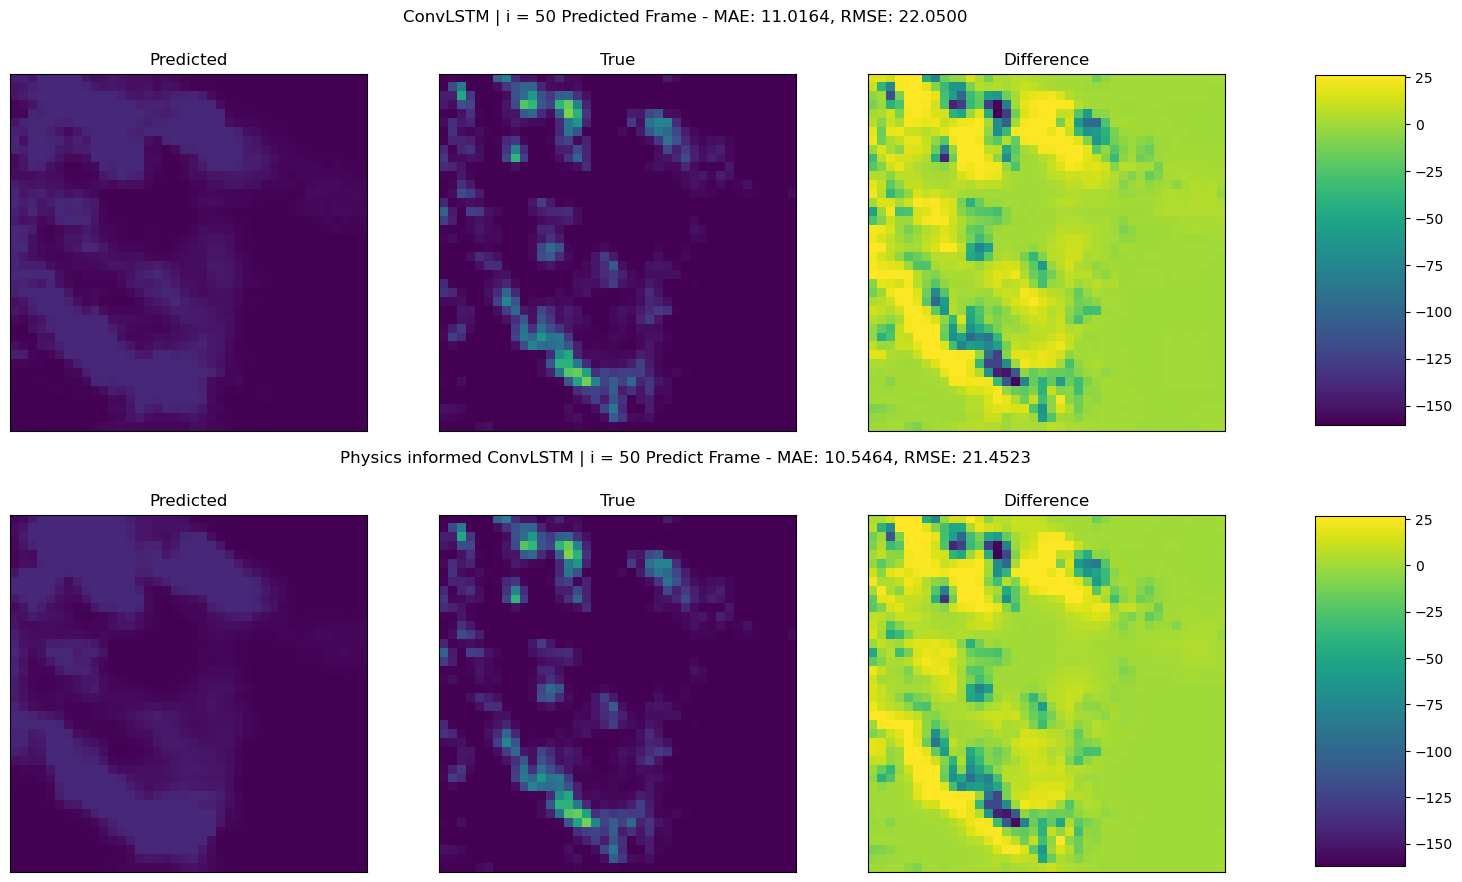 ConvLSTM | i = 50 Predicted Frame - MAE: 11.0164, RMSE: 22.0500
Predicted
True
Difference
25
0
−25
−50
−75
−100
−125
−150
Physics informed ConvLSTM | i = 50 Predict Frame - MAE: 10.5464, RMSE: 21.4523
Predicted
True
Difference
25
0
−25
−50
−75
−100
−125
−150